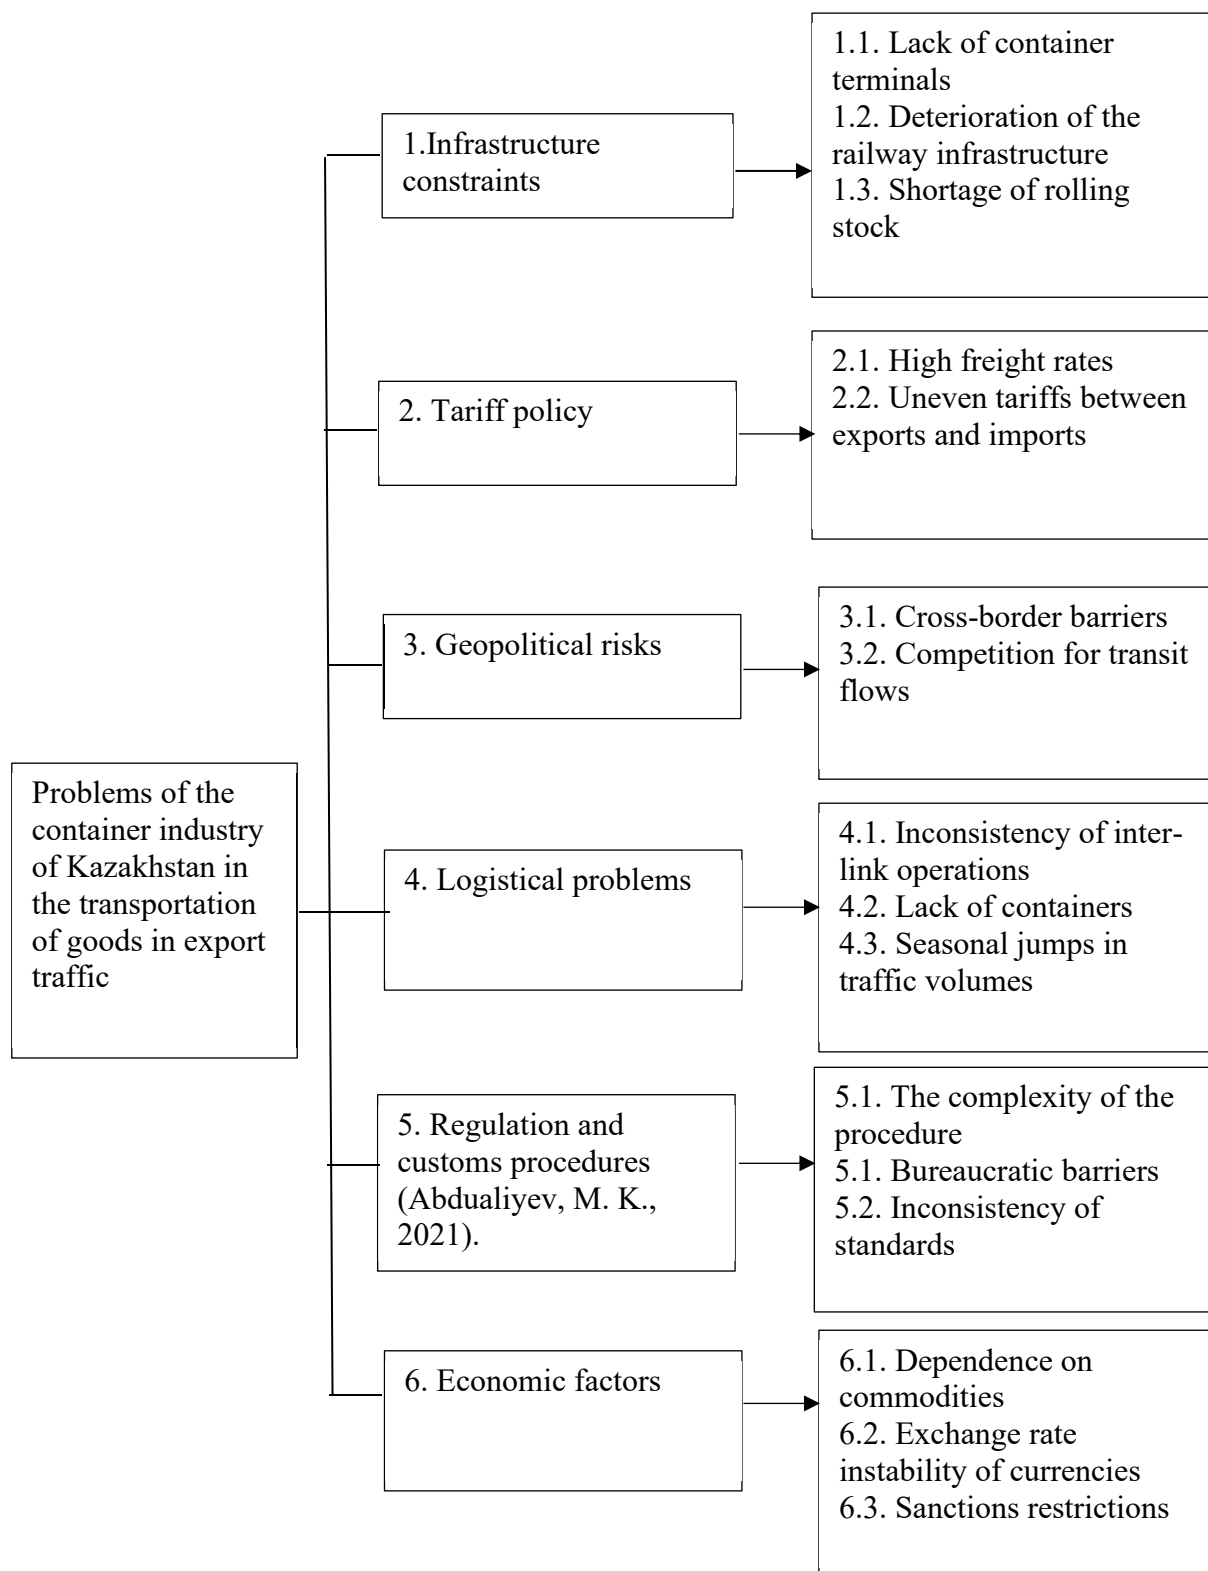 Problems of the
container industry
of Kazakhstan in
the transportation
of goods in export
traffic
1.Infrastructure
constraints
1.1. Lack of container
terminals
1.2. Deterioration of the
railway infrastructure
1.3. Shortage of rolling
stock
2. Tariff policy
2.1. High freight rates
2.2. Uneven tariffs between
exports and imports
3. Geopolitical risks
3.1. Cross-border barriers
3.2. Competition for transit
flows
4. Logistical problems
4.1. Inconsistency of inter-
link operations
4.2. Lack of containers
4.3. Seasonal jumps in
traffic volumes
5. Regulation and
customs procedures
(Abdualiyev, M. K.,
2021).
5.1. The complexity of the
procedure
5.1. Bureaucratic barriers
5.2. Inconsistency of
standards
6. Economic factors
6.1. Dependence on
commodities
6.2. Exchange rate
instability of currencies
6.3. Sanctions restrictions